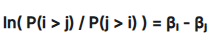 ln( P(i > j) / P(j > i) ) = βᵢ - βⱼ